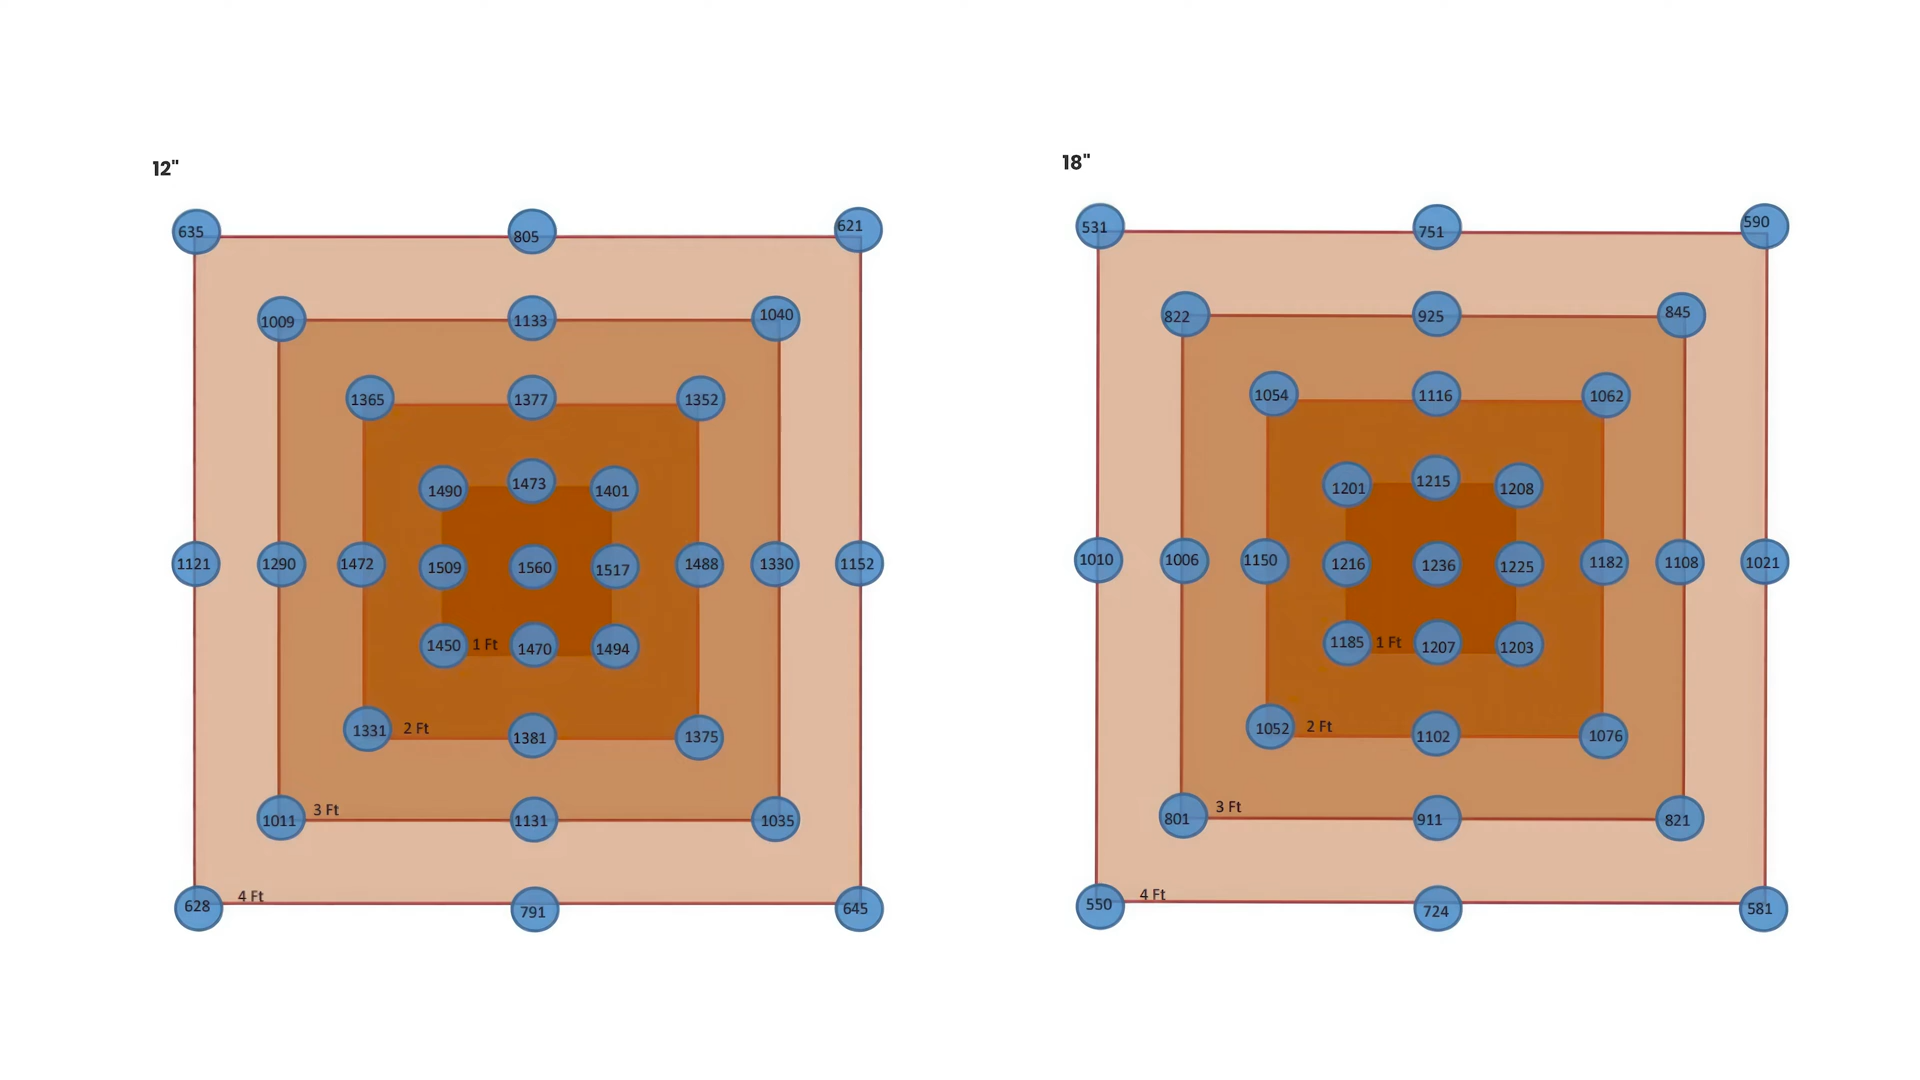 12"
635 805 621
1009 1133 1040
1365 1377 1352
1490 1473 1401
1121 1290 1472 1509 1560 1517 1488 1330 1152
1450 1 Ft 1470 1494
1331 2 Ft 1381 1375
1011 3 Ft 1131 1035
628 4 Ft 791 645
18"
531 751 590
822 925 845
1054 1116 1062
1201 1215 1208
1010 1006 1150 1216 1236 1225 1182 1108 1021
1185 1 Ft 1207 1203
1052 2 Ft 1102 1076
801 3 Ft 911 821
550 4 Ft 724 581